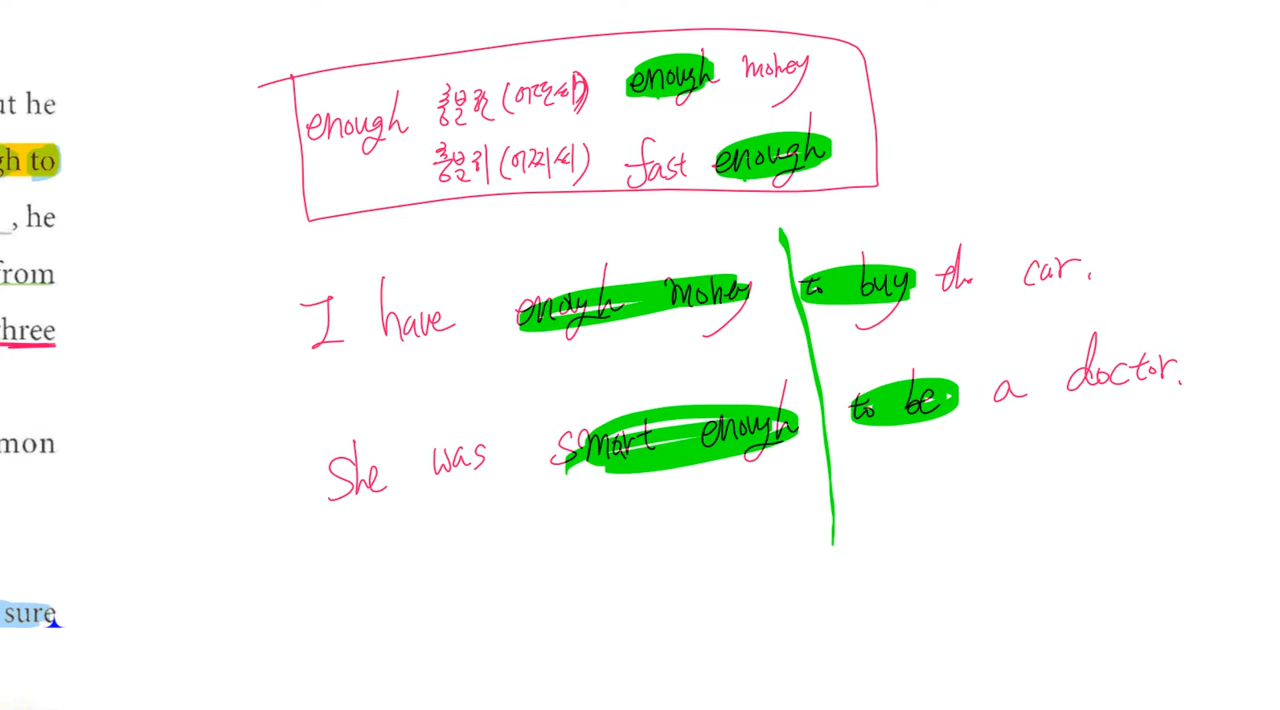 ut he
gh to
, he
from
three
mon
sure
enough 충분한 (어떤씨) enough money
충분히 (어찌씨) fast enough
I have enough money to buy the car.
She was smart enough to be a doctor.